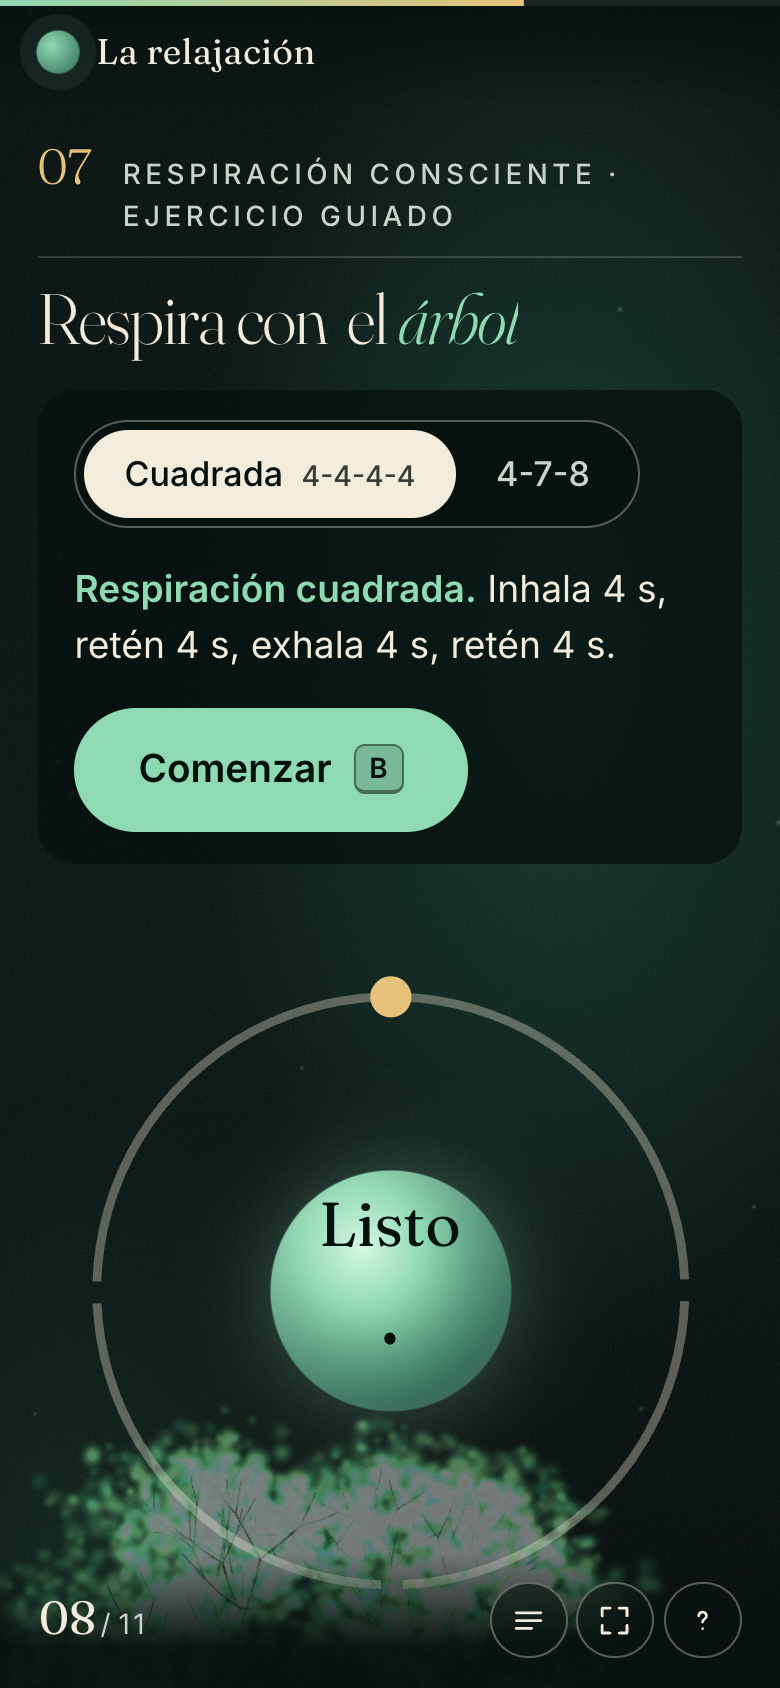 La relajación
07 RESPIRACIÓN CONSCIENTE ·
EJERCICIO GUIADO
Respira con el árbol
Cuadrada 4-4-4-4 4-7-8
Respiración cuadrada. Inhala 4 s,
retén 4 s, exhala 4 s, retén 4 s.
Comenzar B
Listo
·
08 / 11 ?